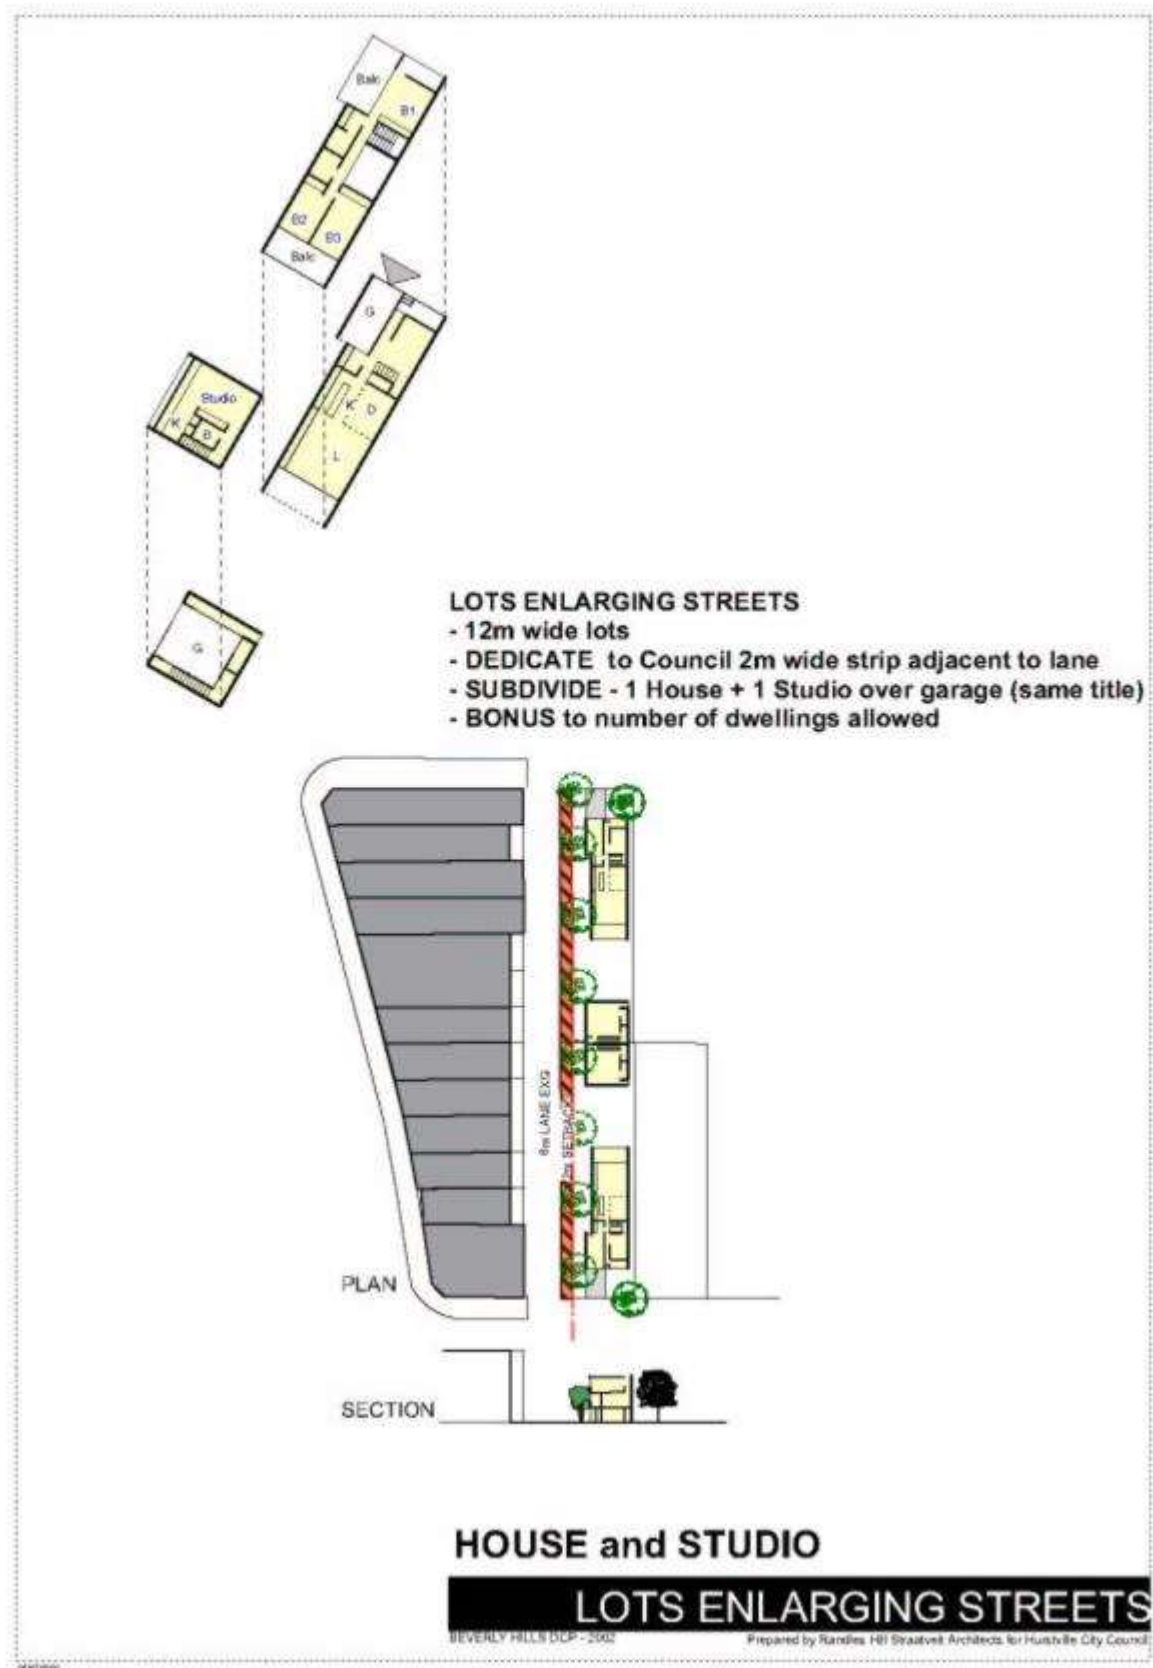 Balc
B1
B2
B3
Balc
G
Studio
K
B
K
D
L
G
LOTS ENLARGING STREETS
- 12m wide lots
- DEDICATE to Council 2m wide strip adjacent to lane
- SUBDIVIDE - 1 House + 1 Studio over garage (same title)
- BONUS to number of dwellings allowed
6m LANE EXG
2m SETBACK
PLAN
SECTION
HOUSE and STUDIO
LOTS ENLARGING STREETS
BEVERLY HILLS DCP - 2002
Prepared by Hill Architects for Hurstville City Council